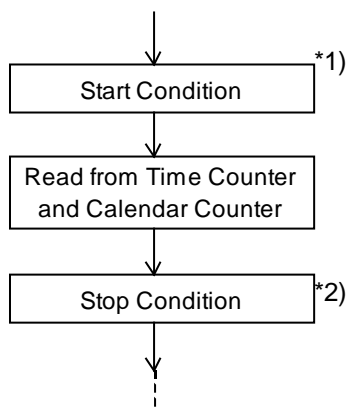 *1)
Start Condition
Read from Time Counter
and Calendar Counter
*2)
Stop Condition